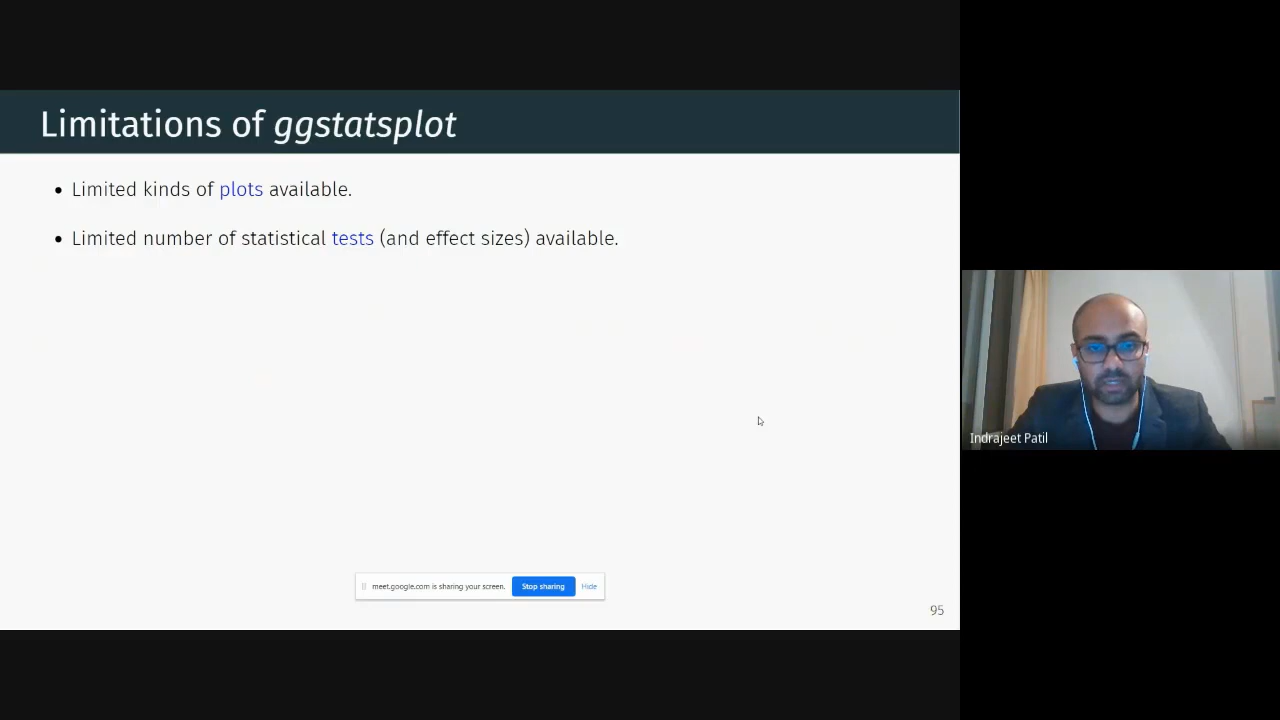 Limitations of ggstatsplot
• Limited kinds of plots available.
• Limited number of statistical tests (and effect sizes) available.
Indrajeet Patil
meet.google.com is sharing your screen. Stop sharing Hide
95